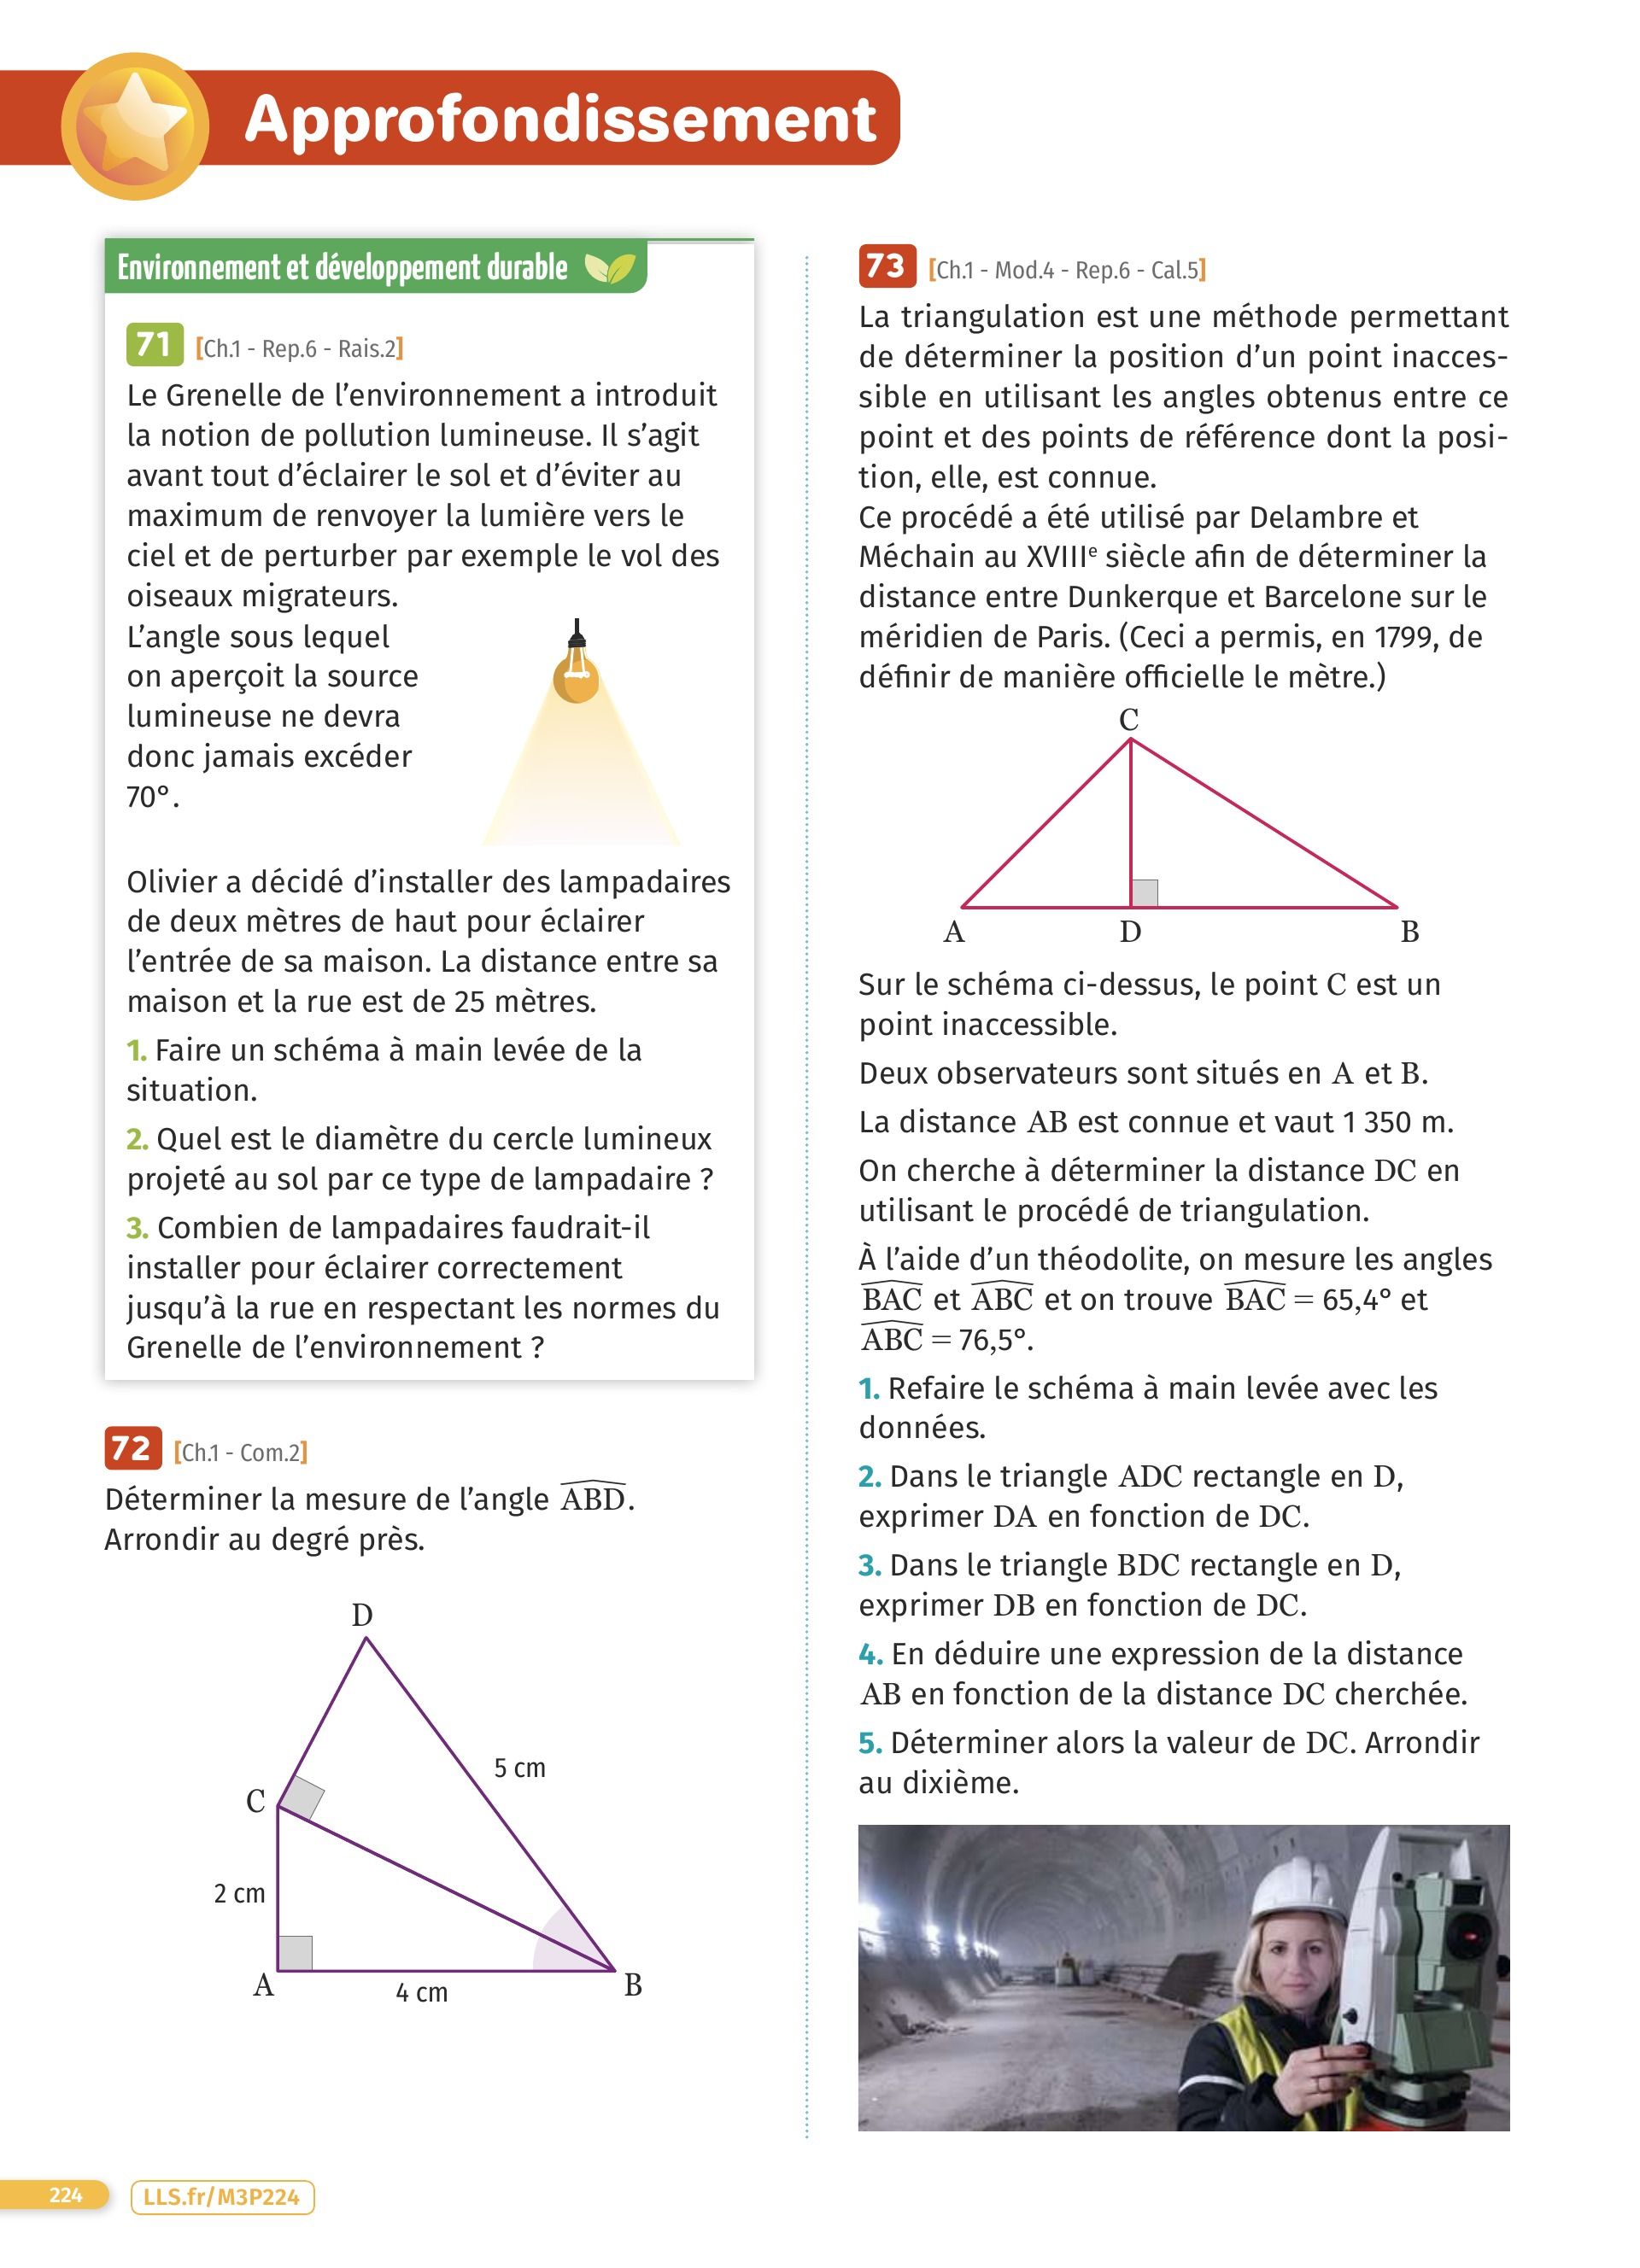 Approfondissement
Environnement et développement durable
71 [Ch.1 - Rep.6 - Rais.2]
Le Grenelle de l’environnement a introduit
la notion de pollution lumineuse. Il s’agit
avant tout d’éclairer le sol et d’éviter au
maximum de renvoyer la lumière vers le
ciel et de perturber par exemple le vol des
oiseaux migrateurs.
L’angle sous lequel
on aperçoit la source
lumineuse ne devra
donc jamais excéder
70°.
Olivier a décidé d’installer des lampadaires
de deux mètres de haut pour éclairer
l’entrée de sa maison. La distance entre sa
maison et la rue est de 25 mètres.
1. Faire un schéma à main levée de la
situation.
2. Quel est le diamètre du cercle lumineux
projeté au sol par ce type de lampadaire ?
3. Combien de lampadaires faudrait-il
installer pour éclairer correctement
jusqu’à la rue en respectant les normes du
Grenelle de l’environnement ?
72 [Ch.1 - Com.2]
Déterminer la mesure de l’angle \widehat{ABD}.
Arrondir au degré près.
D
5 cm
C
2 cm
A
4 cm
B
73 [Ch.1 - Mod.4 - Rep.6 - Cal.5]
La triangulation est une méthode permettant
de déterminer la position d’un point inacces-
sible en utilisant les angles obtenus entre ce
point et des points de référence dont la posi-
tion, elle, est connue.
Ce procédé a été utilisé par Delambre et
Méchain au XVIIIᵉ siècle afin de déterminer la
distance entre Dunkerque et Barcelone sur le
méridien de Paris. (Ceci a permis, en 1799, de
définir de manière officielle le mètre.)
C
A D B
Sur le schéma ci-dessus, le point C est un
point inaccessible.
Deux observateurs sont situés en A et B.
La distance AB est connue et vaut 1 350 m.
On cherche à déterminer la distance DC en
utilisant le procédé de triangulation.
À l’aide d’un théodolite, on mesure les angles
\widehat{BAC} et \widehat{ABC} et on trouve \widehat{BAC} = 65,4° et
\widehat{ABC} = 76,5°.
1. Refaire le schéma à main levée avec les
données.
2. Dans le triangle ADC rectangle en D,
exprimer DA en fonction de DC.
3. Dans le triangle BDC rectangle en D,
exprimer DB en fonction de DC.
4. En déduire une expression de la distance
AB en fonction de la distance DC cherchée.
5. Déterminer alors la valeur de DC. Arrondir
au dixième.
224 LLS.fr/M3P224